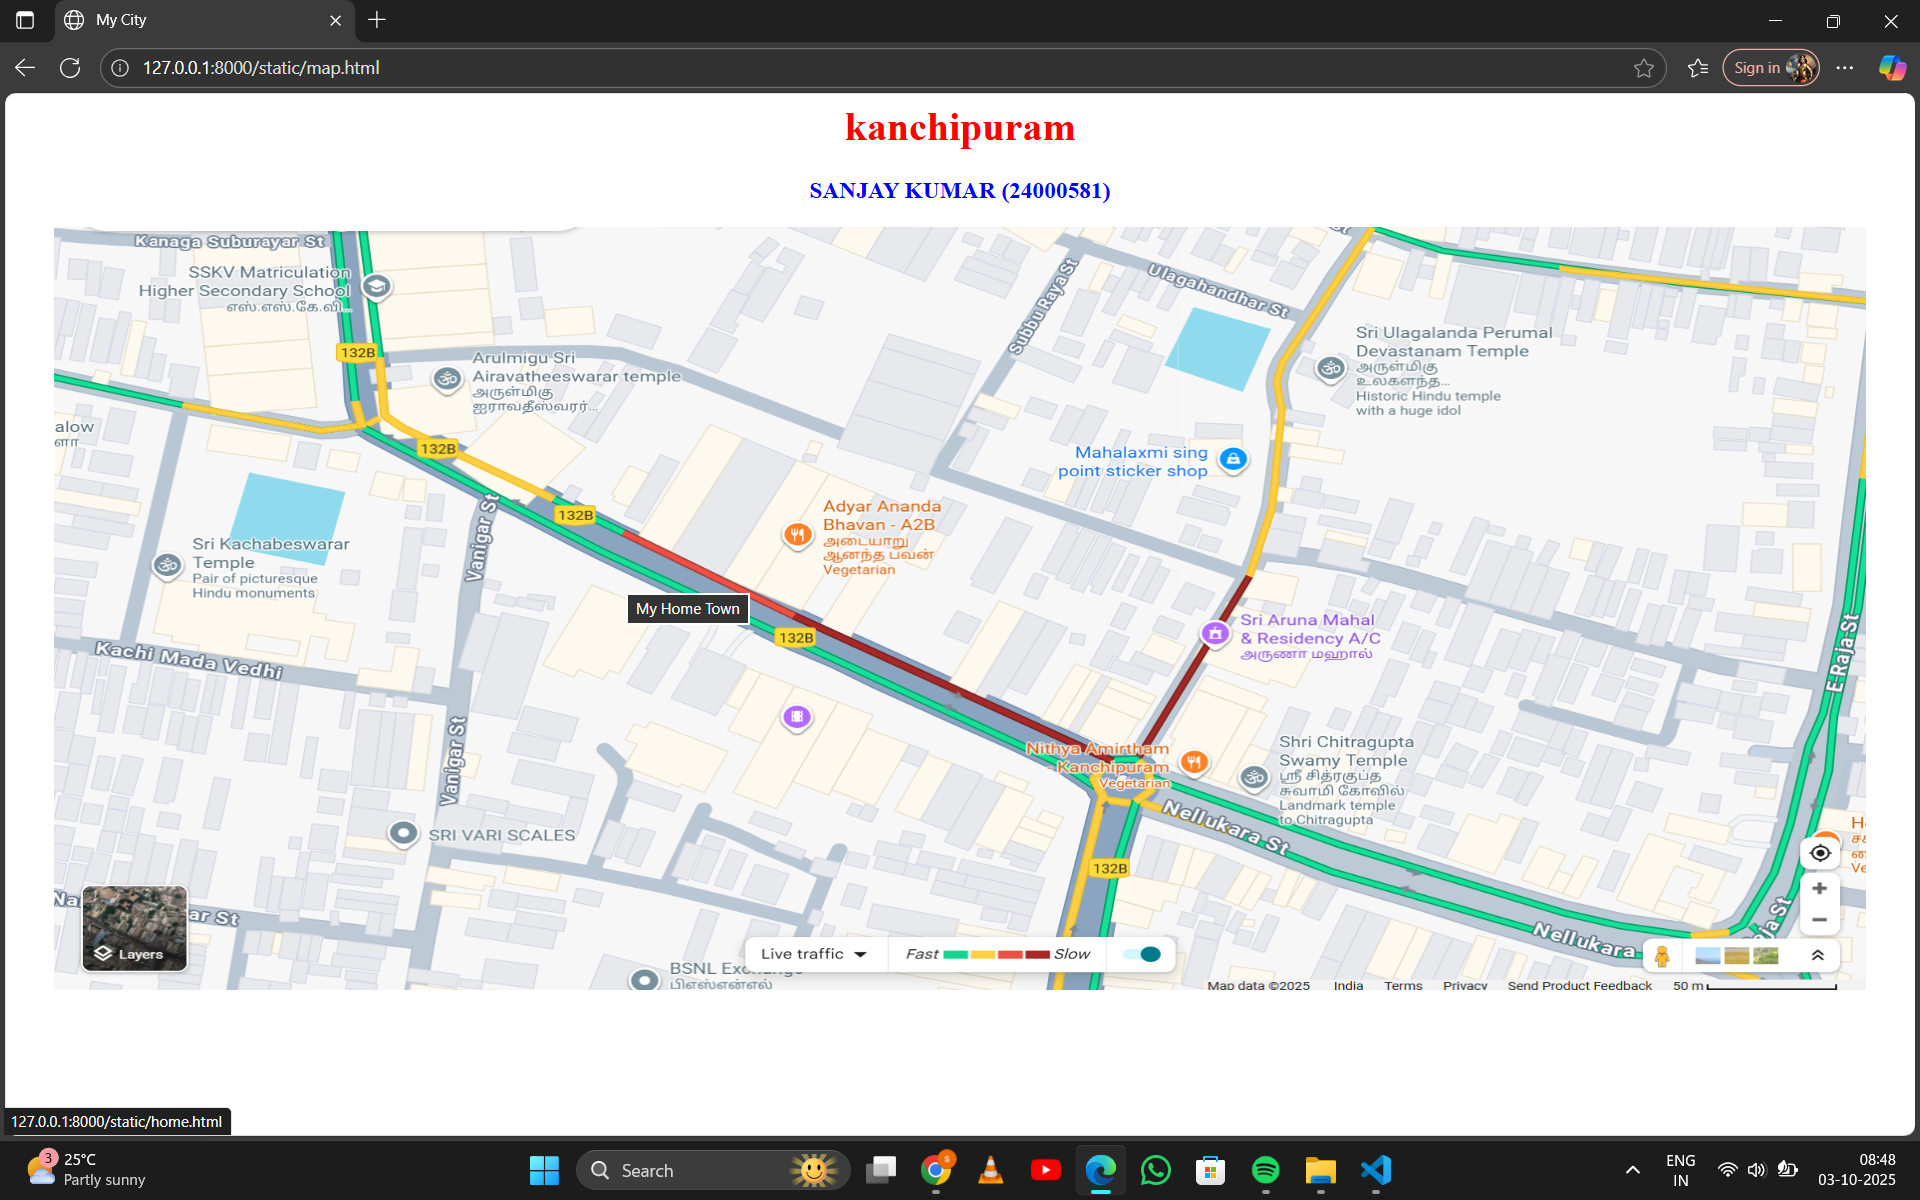 My City
127.0.0.1:8000/static/map.html
Sign in
kanchipuram
SANJAY KUMAR (24000581)
Kanaga Suburayar St
SSKV Matriculation
Higher Secondary School
எஸ்.எஸ்.கே.வி...
132B
Arulmigu Sri
Airavatheeswarar temple
அருள்மிகு
ஐராவதீஸ்வரர்...
Subbu Raya St
Ulagahandhar St
Sri Ulagalanda Perumal
Devastanam Temple
அருள்மிகு
உலகளந்த...
Historic Hindu temple
with a huge idol
alow
ளா
132B
Mahalaxmi sing
point sticker shop
132B
Vanigar St
Adyar Ananda
Bhavan - A2B
அடையாறு
ஆனந்த பவன்
Vegetarian
Sri Kachabeswarar
Temple
Pair of picturesque
Hindu monuments
My Home Town
132B
Sri Aruna Mahal
& Residency A/C
அருணா மஹால்
E Raja St
Kachi Mada Vedhi
Vanigar St
Nithya Amirtham
- Kanchipuram
Vegetarian
Shri Chitragupta
Swamy Temple
ஸ்ரீ சித்ரகுப்த
சுவாமி கோவில்
Landmark temple
to Chitragupta
Nellukara St
SRI VARI SCALES
132B
Layers
ar St
Nellukara
BSNL Exchange
பிஎஸ்என்எல்
Live traffic
Fast
Slow
Map data ©2025
India
Terms
Privacy
Send Product Feedback
50 m
127.0.0.1:8000/static/home.html
3
25°C
Partly sunny
Search
ENG
IN
08:48
03-10-2025